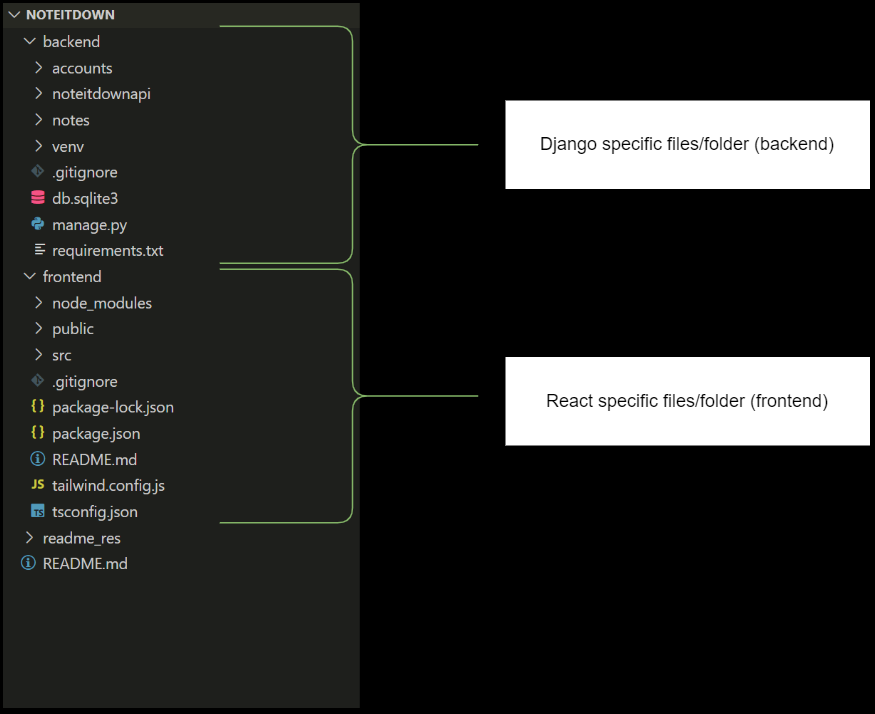 NOTEITDOWN
backend
accounts
noteitdownapi
notes
venv
.gitignore
db.sqlite3
manage.py
requirements.txt
Django specific files/folder (backend)
frontend
node_modules
public
src
.gitignore
{} package-lock.json
{} package.json
README.md
JS tailwind.config.js
TS tsconfig.json
React specific files/folder (frontend)
readme_res
README.md